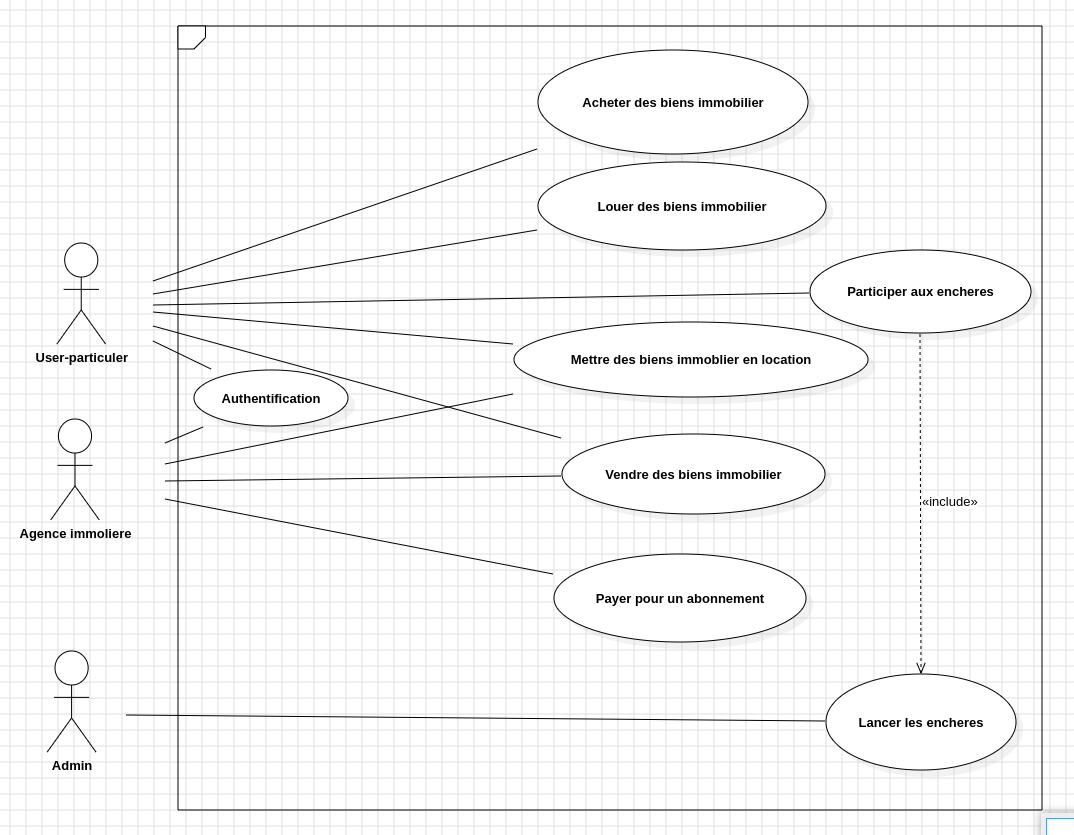 Acheter des biens immobilier
Louer des biens immobilier
Participer aux encheres
User-particuler
Mettre des biens immoblier en location
Authentification
Vendre des biens immobilier
«include»
Agence immoliere
Payer pour un abonnement
Lancer les encheres
Admin